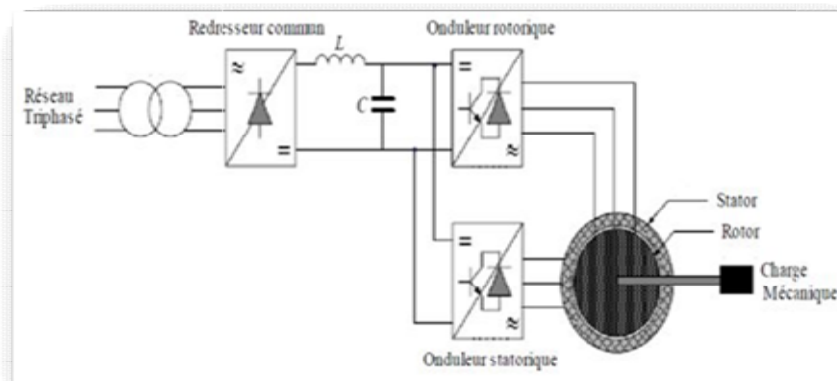 Redresseur commun
Onduleur rotorique
L
Réseau
Triphasé
C
Stator
Rotor
Charge
Mécanique
Onduleur statorique